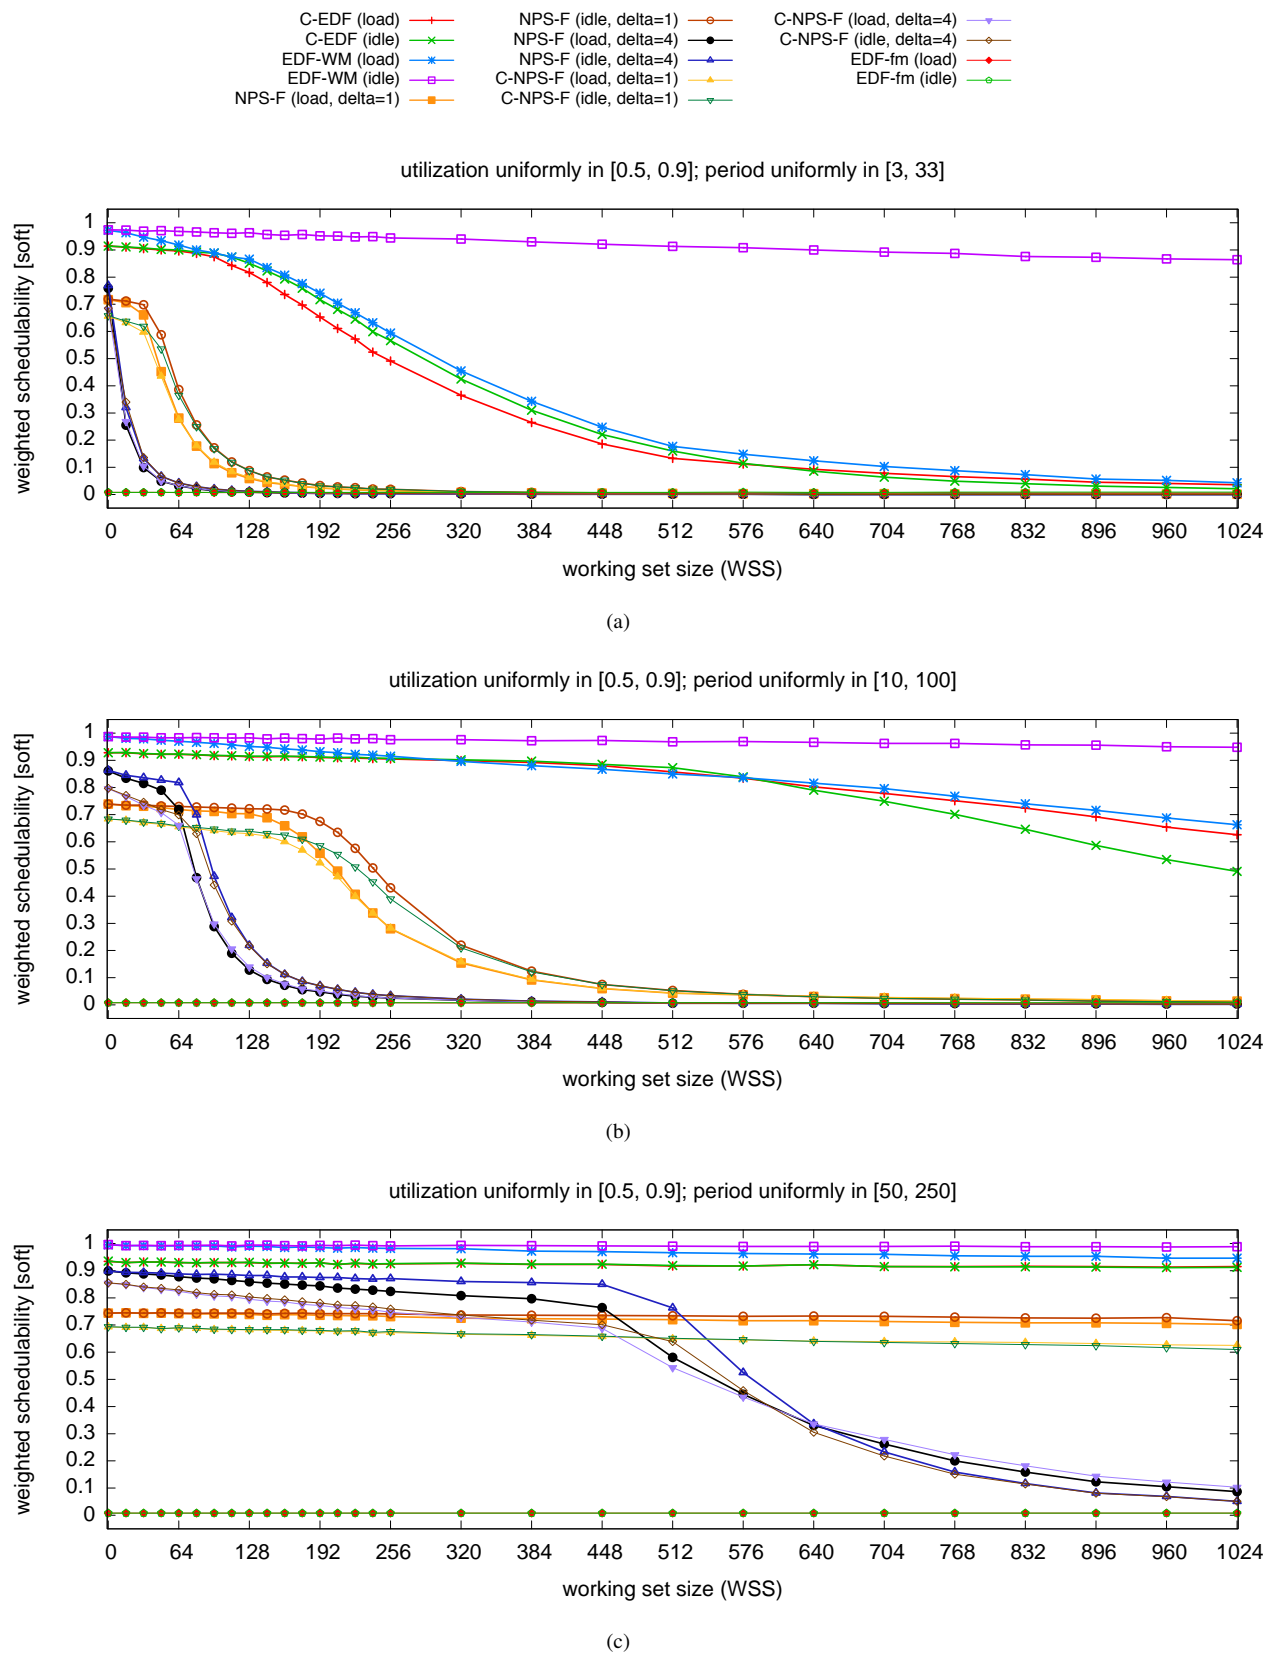 C-EDF (load)
C-EDF (idle)
EDF-WM (load)
EDF-WM (idle)
NPS-F (load, delta=1)
NPS-F (idle, delta=1)
NPS-F (load, delta=4)
NPS-F (idle, delta=4)
C-NPS-F (load, delta=1)
C-NPS-F (idle, delta=1)
C-NPS-F (load, delta=4)
C-NPS-F (idle, delta=4)
EDF-fm (load)
EDF-fm (idle)
utilization uniformly in [0.5, 0.9]; period uniformly in [3, 33]
weighted schedulability [soft]
1
0.9
0.8
0.7
0.6
0.5
0.4
0.3
0.2
0.1
0
0 64 128 192 256 320 384 448 512 576 640 704 768 832 896 960 1024
working set size (WSS)
(a)
utilization uniformly in [0.5, 0.9]; period uniformly in [10, 100]
weighted schedulability [soft]
1
0.9
0.8
0.7
0.6
0.5
0.4
0.3
0.2
0.1
0
0 64 128 192 256 320 384 448 512 576 640 704 768 832 896 960 1024
working set size (WSS)
(b)
utilization uniformly in [0.5, 0.9]; period uniformly in [50, 250]
weighted schedulability [soft]
1
0.9
0.8
0.7
0.6
0.5
0.4
0.3
0.2
0.1
0
0 64 128 192 256 320 384 448 512 576 640 704 768 832 896 960 1024
working set size (WSS)
(c)